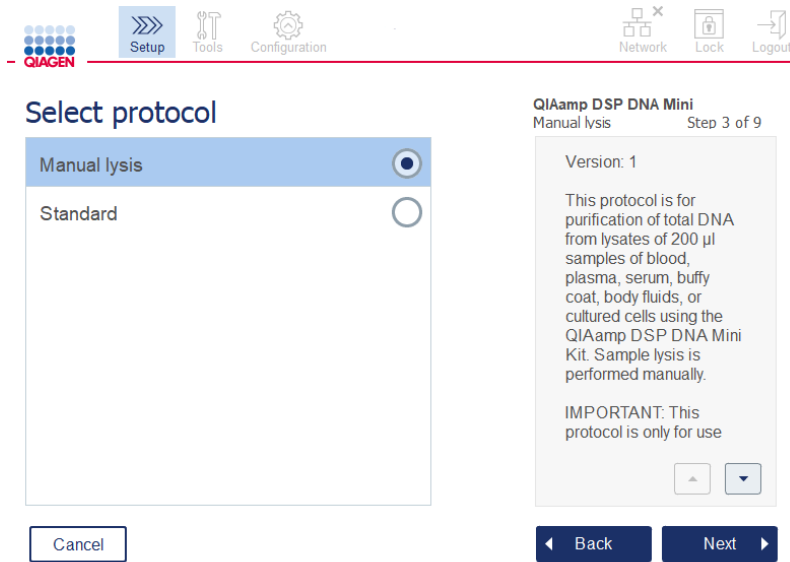 Setup
Tools
Configuration
Network
Lock
Logout
QIAGEN
Select protocol
Manual lysis
Standard
QIAamp DSP DNA Mini
Manual lysis
Step 3 of 9
Version: 1
This protocol is for
purification of total DNA
from lysates of 200 µl
samples of blood,
plasma, serum, buffy
coat, body fluids, or
cultured cells using the
QIAamp DSP DNA Mini
Kit. Sample lysis is
performed manually.
IMPORTANT: This
protocol is only for use
Cancel
Back
Next